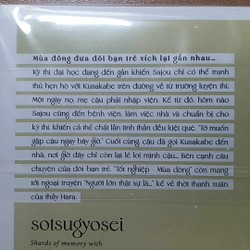 Mùa đông đưa đôi bạn trẻ xích lại gần nhau...
Kỳ thi đại học đang đến gần khiến Sajou chỉ có thể tranh
thủ hẹn hò với Kusakabe trên đường về từ trường luyện thi.
Một ngày nọ, mẹ cậu phải nhập viện. Kể từ đó, hôm nào
Sajou cũng đến bệnh viện, làm việc nhà và chuẩn bị cho
kỳ thi, khiến cả thể chất lẫn tinh thần đều kiệt quệ. "Tớ muốn
gặp cậu ngay bây giờ." Cuối cùng cậu đã gọi Kusakabe đến
nhà, nơi giờ đây chỉ còn lại lẻ loi mình cậu... Bên cạnh câu
chuyện của đôi bạn trẻ, "Tốt nghiệp - Mùa đông" còn mang
tới ngoại truyện "Người lớn thật sự là..." kể về thời thanh xuân
của thầy Hara.
sotsugyosei
Shards of memory with